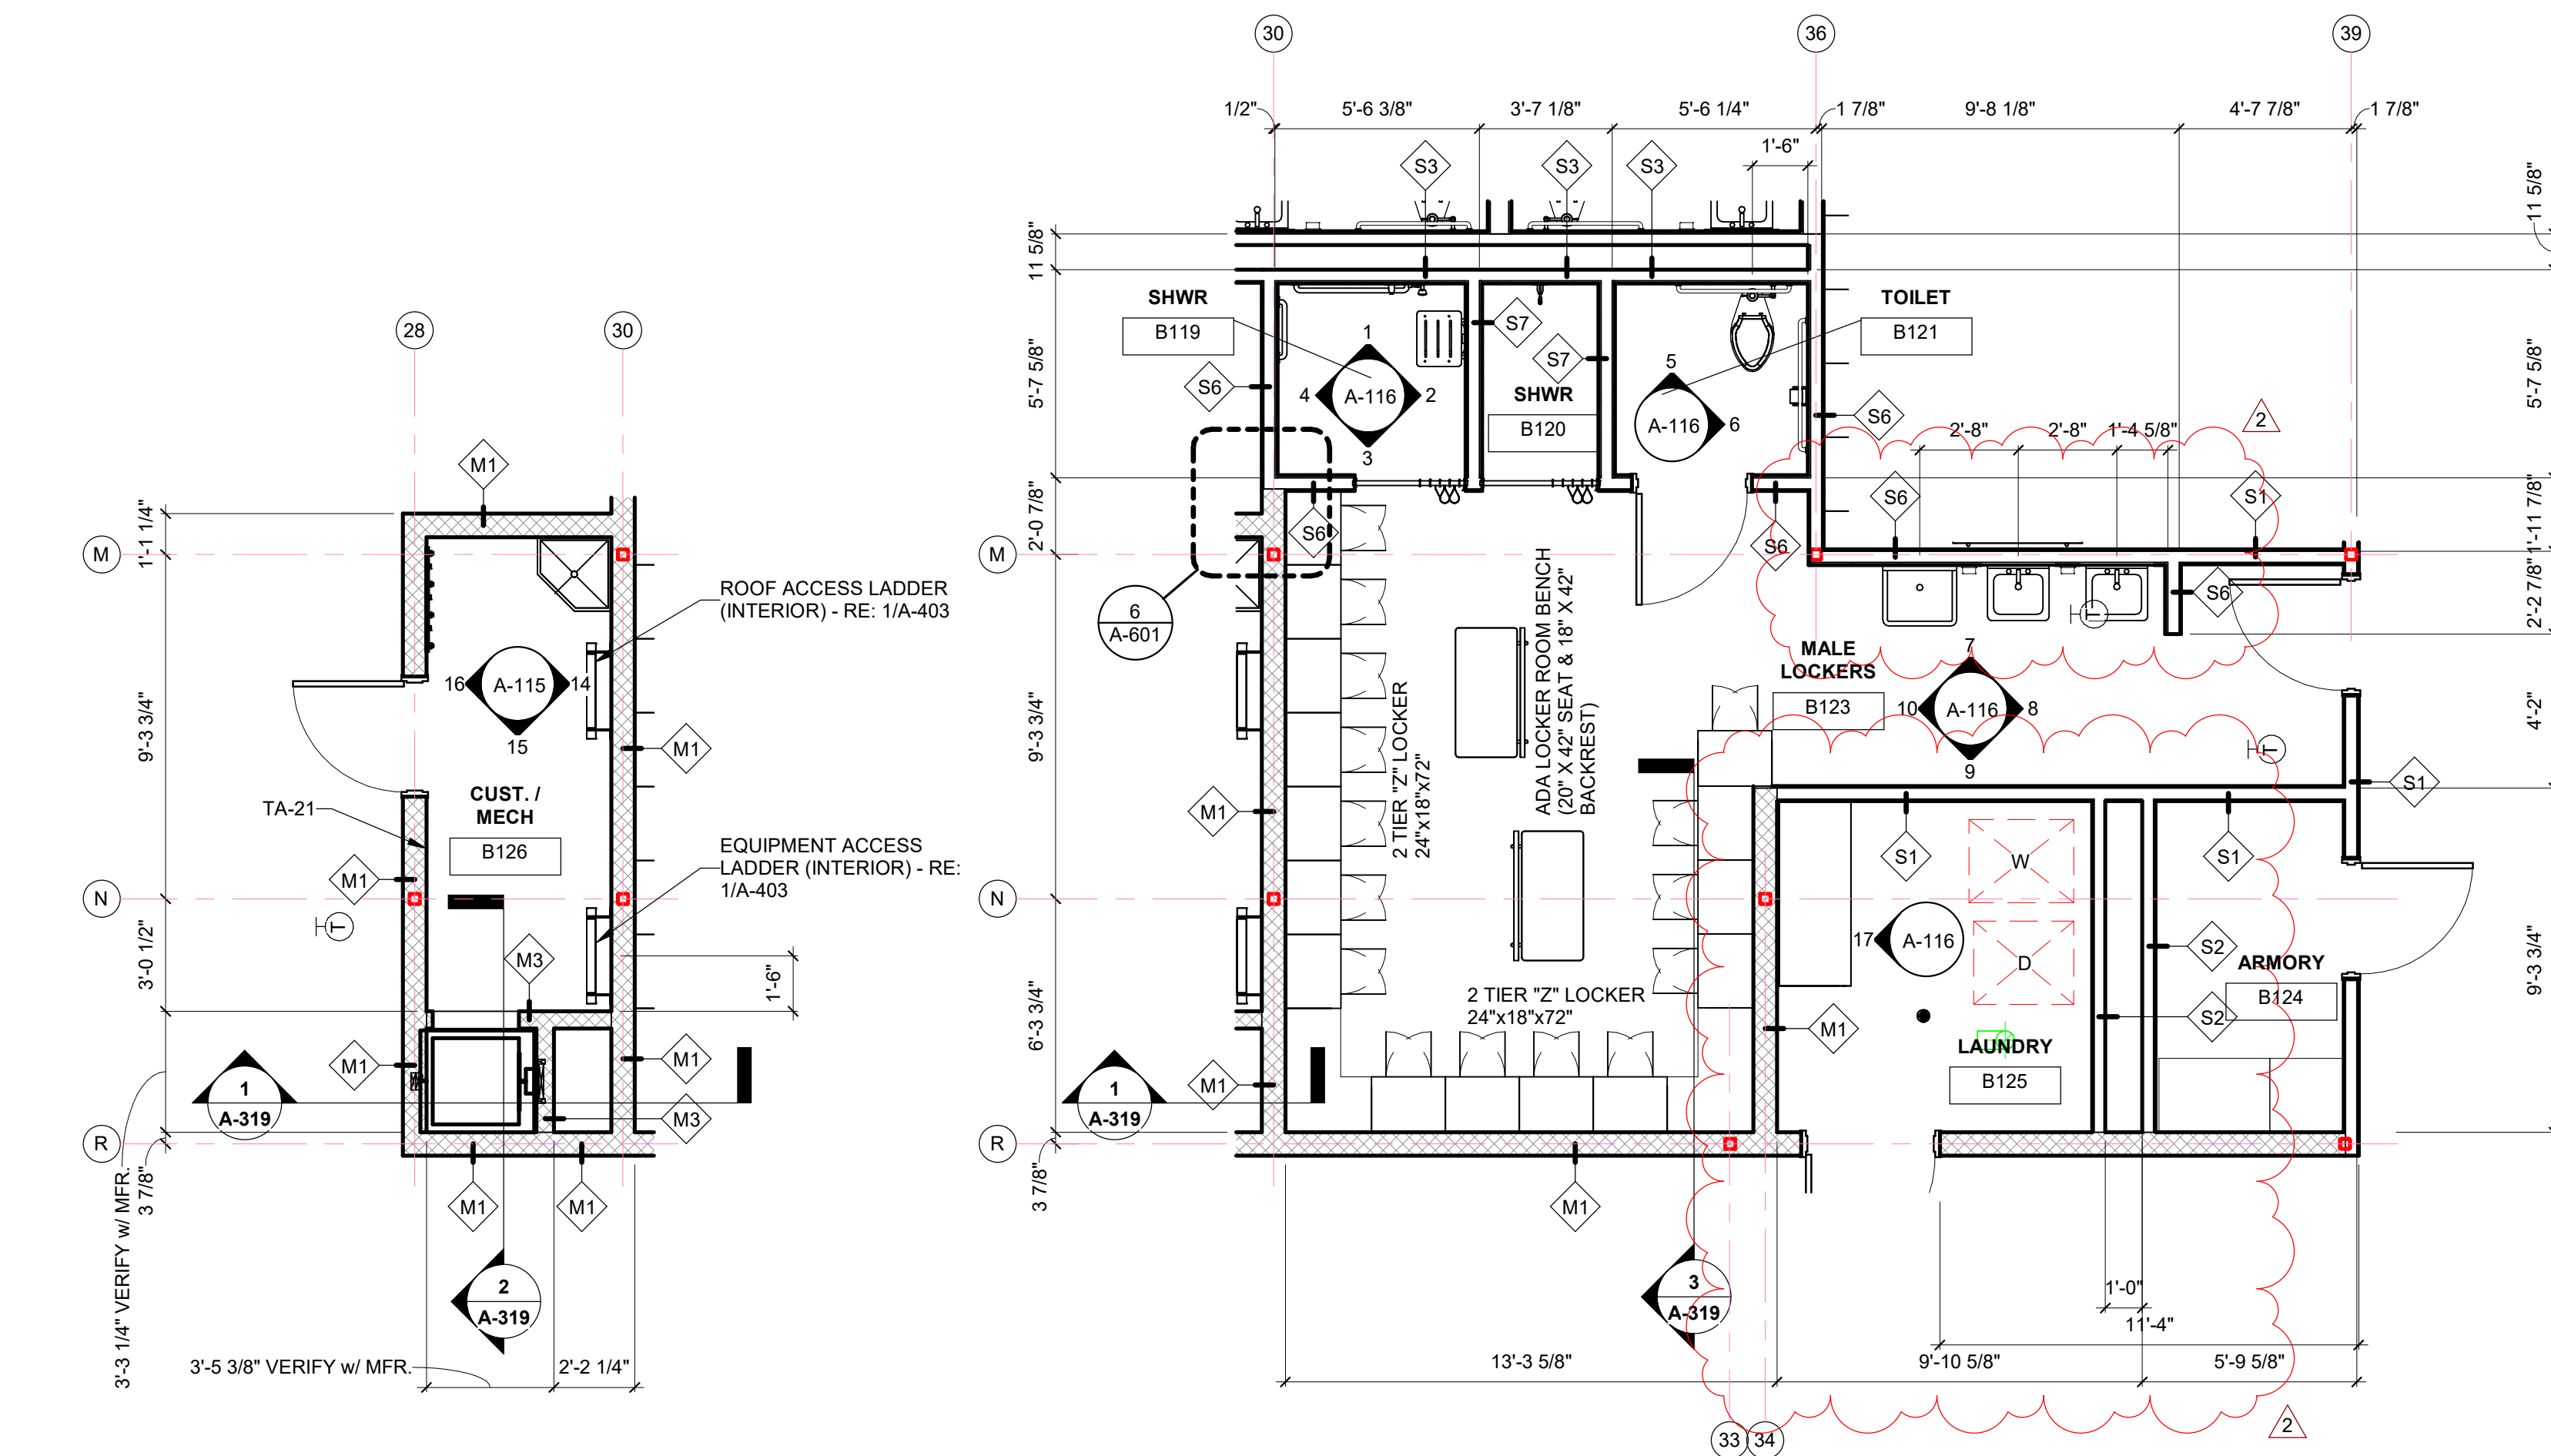 30
36
39
1/2"
5'-6 3/8"
3'-7 1/8"
5'-6 1/4"
1 7/8"
9'-8 1/8"
4'-7 7/8"
1 7/8"
1'-6"
S3
S3
S3
11 5/8"
11 5/8"
SHWR
B119
S7
S7
TOILET
B121
5'-7 5/8"
5'-7 5/8"
1
4
A-116
2
3
S6
SHWR
B120
5
A-116
6
S6
2
2'-8"
2'-8"
1'-4 5/8"
28
30
M1
1'-1 1/4"
M
2'-0 7/8"
M
S6
S6
S6
S1
1'-11 7/8"
2'-2 7/8"
S6
T
6
A-601
ROOF ACCESS LADDER
(INTERIOR) - RE: 1/A-403
16
A-115
14
15
M1
9'-3 3/4"
9'-3 3/4"
2 TIER "Z" LOCKER
24"x18"x72"
ADA LOCKER ROOM BENCH
(20" X 42" SEAT & 18" X 42"
BACKREST)
MALE
LOCKERS
B123
7
10
A-116
8
9
4'-2"
T
S1
TA-21
CUST. /
MECH
B126
M1
M1
EQUIPMENT ACCESS
LADDER (INTERIOR) - RE:
1/A-403
S1
W
S1
N
N
T
3'-0 1/2"
M3
1'-6"
17
A-116
D
S2
ARMORY
B124
S2
9'-3 3/4"
2 TIER "Z" LOCKER
24"x18"x72"
6'-3 3/4"
M1
LAUNDRY
B125
M1
M1
M1
1
A-319
1
A-319
M3
R
R
3 7/8"
3 7/8"
M1
M1
M1
3'-3 1/4" VERIFY w/ MFR.
2
A-319
3
A-319
1'-0"
11'-4"
3'-5 3/8" VERIFY w/ MFR.
2'-2 1/4"
13'-3 5/8"
9'-10 5/8"
5'-9 5/8"
33
34
2